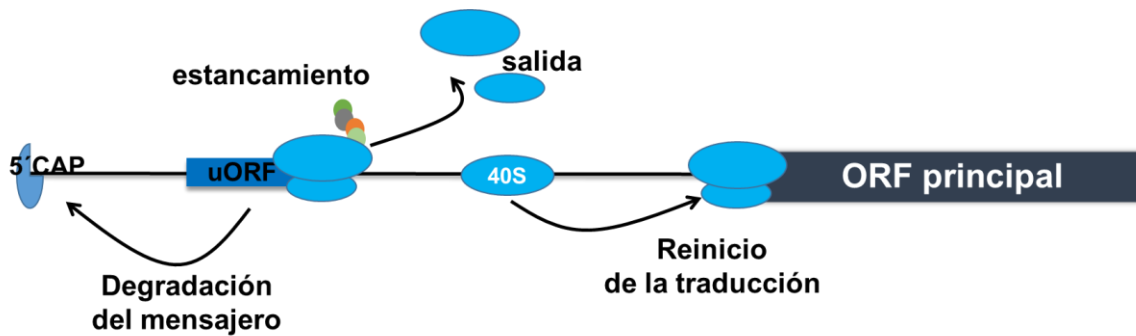 salida
estancamiento
5´CAP
uORF
40S
ORF principal
Degradación
del mensajero
Reinicio
de la traducción